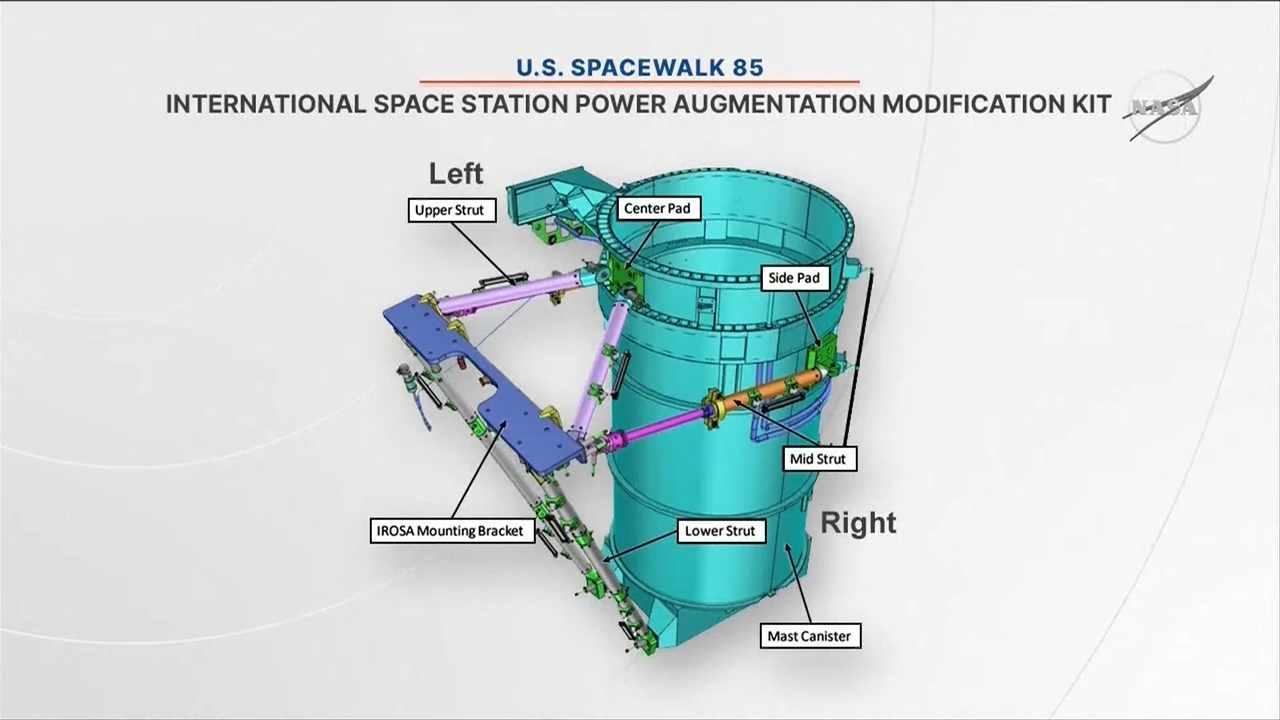 U.S. SPACEWALK 85
INTERNATIONAL SPACE STATION POWER AUGMENTATION MODIFICATION KIT
NASA
Left
Upper Strut
Center Pad
Side Pad
Mid Strut
IROSA Mounting Bracket
Lower Strut
Right
Mast Canister